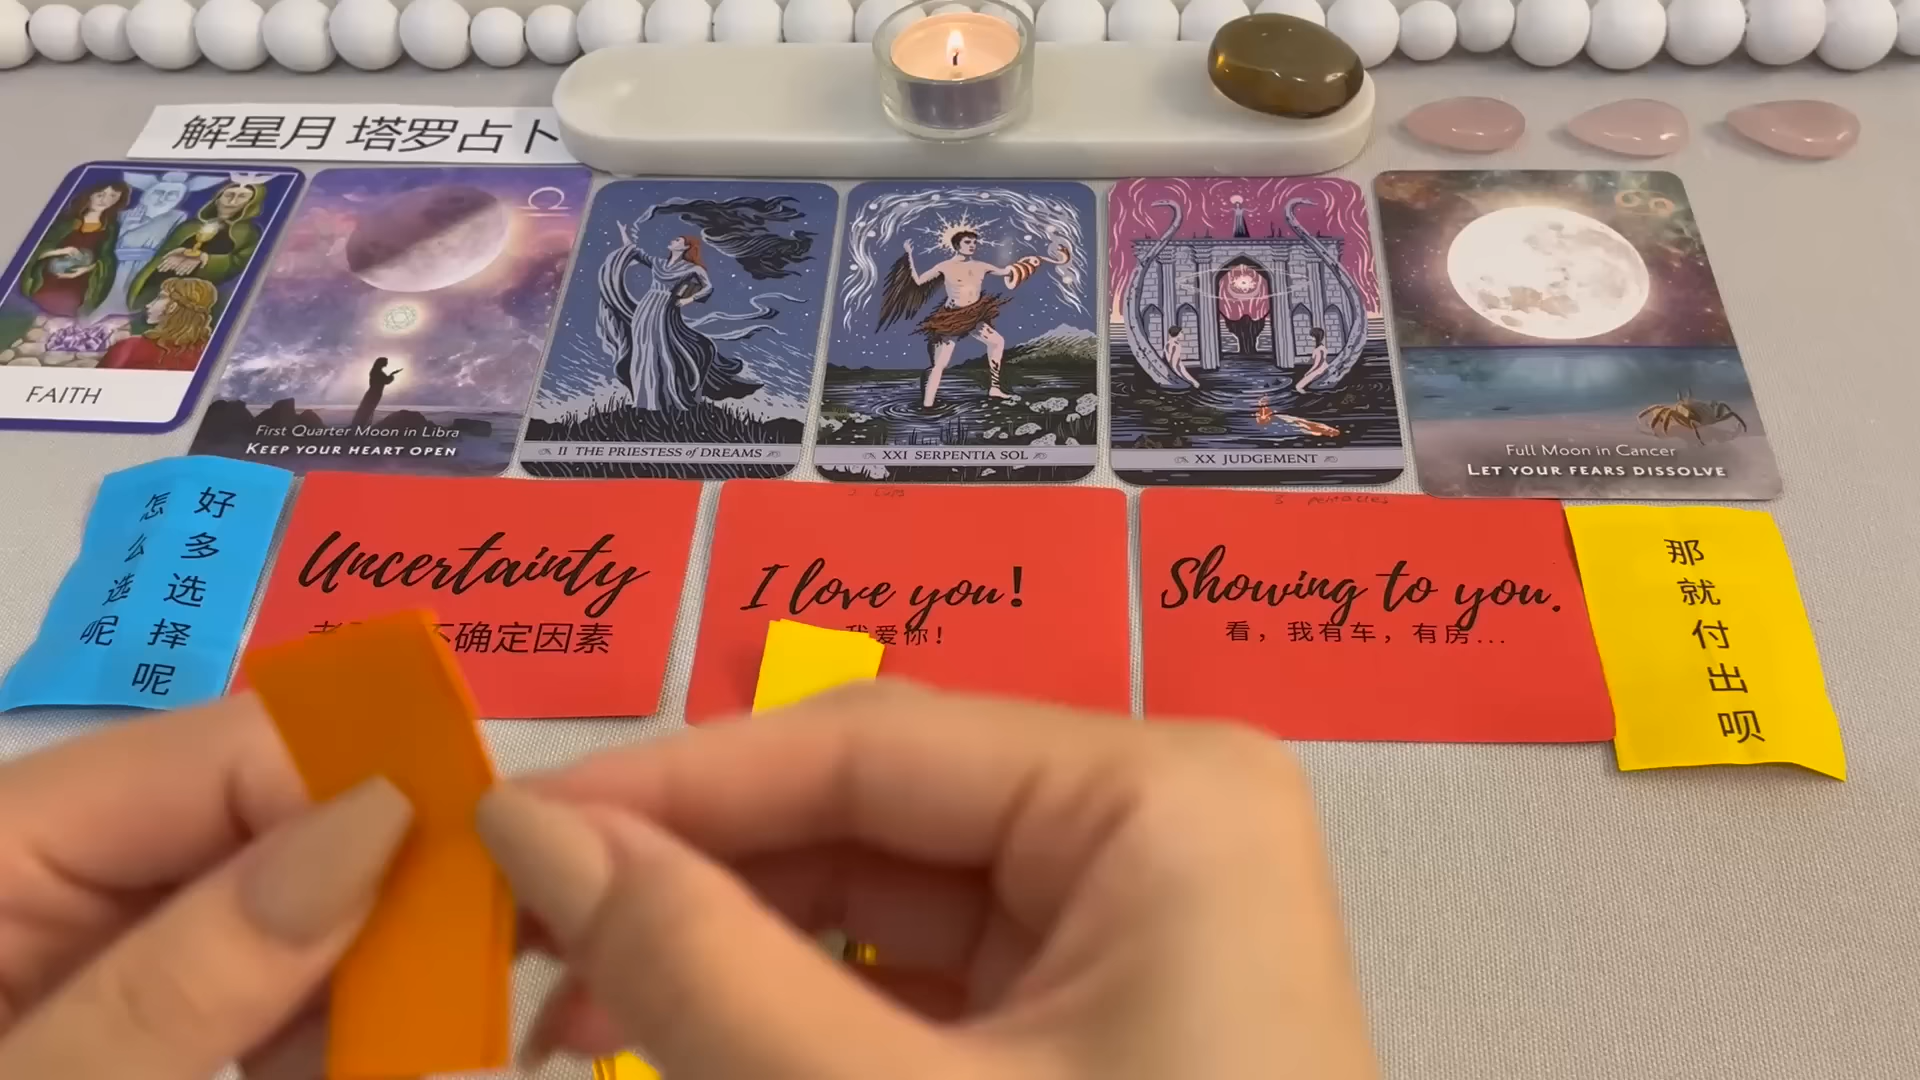 解星月 塔罗占卜
FAITH
First Quarter Moon in Libra
KEEP YOUR HEART OPEN
II THE PRIESTESS of DREAMS
XXI SERPENTIA SOL
XX JUDGEMENT
Full Moon in Cancer
LET YOUR FEARS DISSOLVE
好多选择呢
怎么选呢
Uncertainty
不确定因素
I love you!
我爱你!
3 pentacles
Showing to you.
看，我有车，有房...
那就付出呗